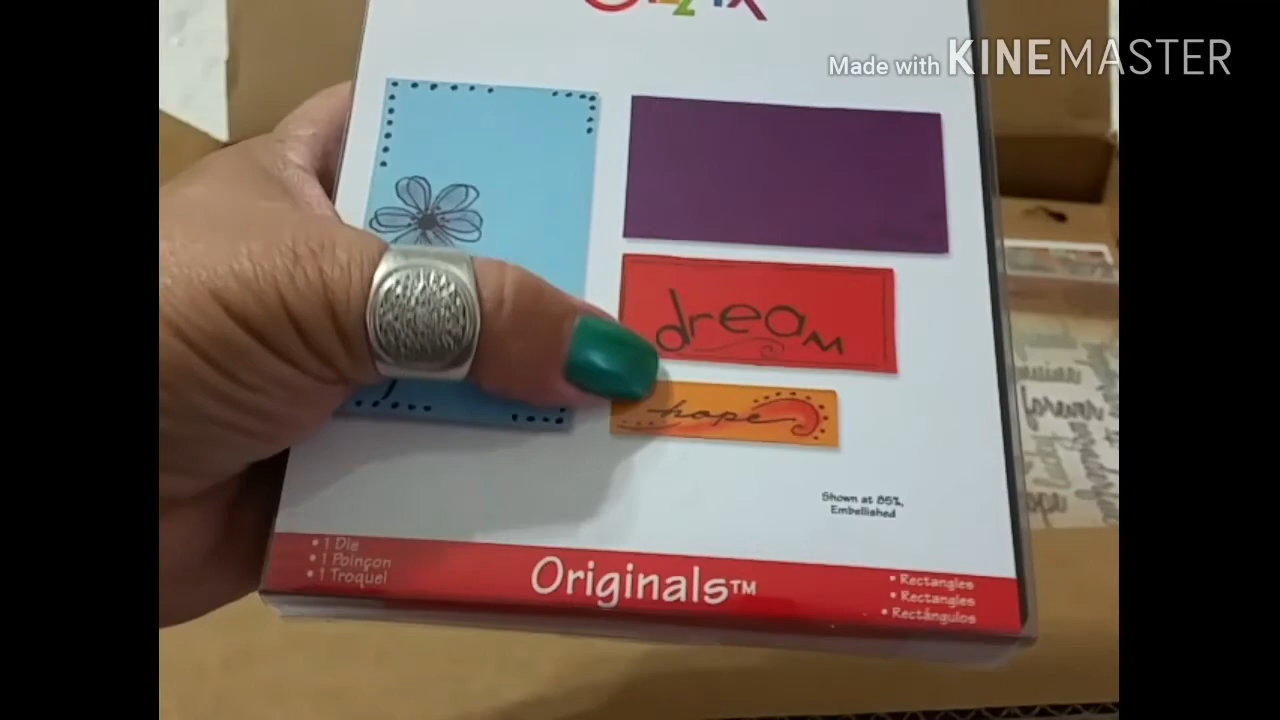 Made with KINEMASTER
dream
hope
Shown at 85%,
Embellished
• 1 Die
• 1 Poinçon
• 1 Troquel
Originals™
• Rectangles
• Rectangles
• Rectángulos